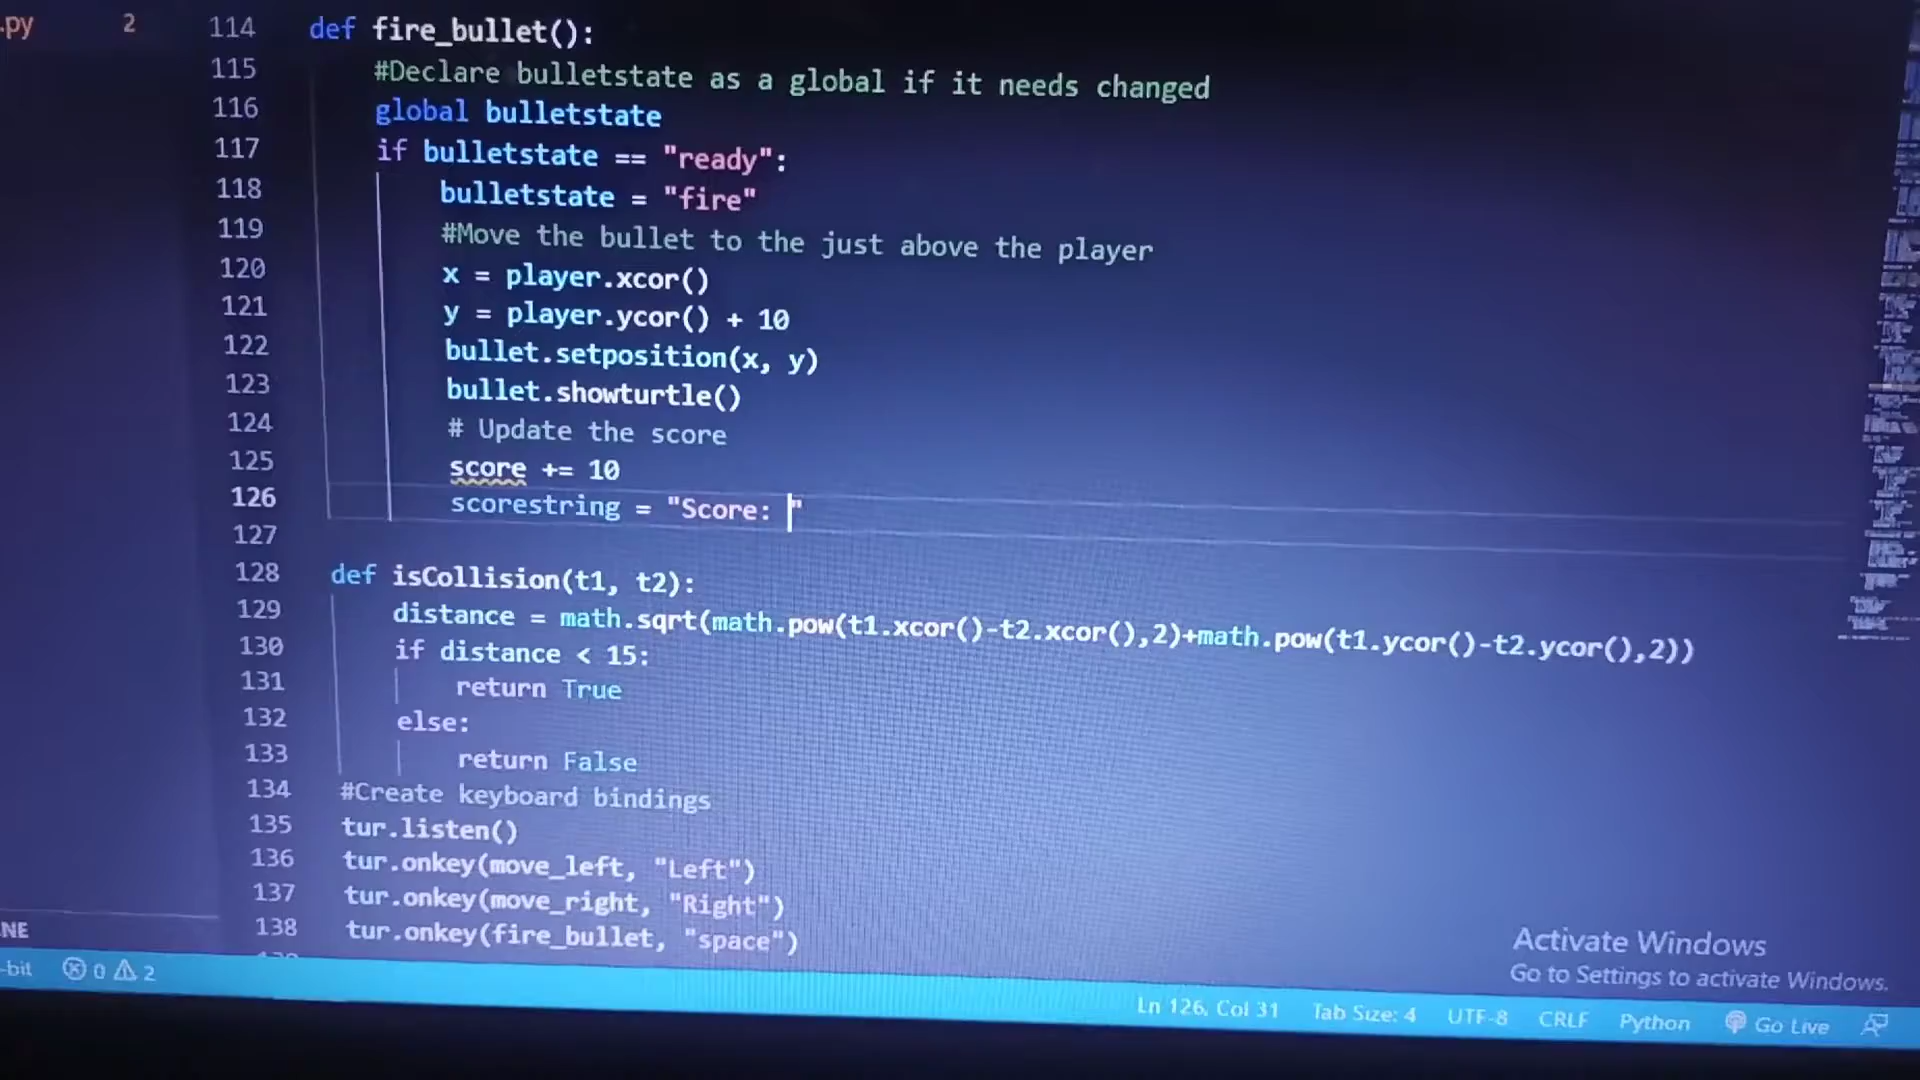 .py 2
114 def fire_bullet():
115 #Declare bulletstate as a global if it needs changed
116 global bulletstate
117 if bulletstate == "ready":
118 bulletstate = "fire"
119 #Move the bullet to the just above the player
120 x = player.xcor()
121 y = player.ycor() + 10
122 bullet.setposition(x, y)
123 bullet.showturtle()
124 # Update the score
125 score += 10
126 scorestring = "Score: "
127
128 def isCollision(t1, t2):
129 distance = math.sqrt(math.pow(t1.xcor()-t2.xcor(),2)+math.pow(t1.ycor()-t2.ycor(),2))
130 if distance < 15:
131 return True
132 else:
133 return False
134 #Create keyboard bindings
135 tur.listen()
136 tur.onkey(move_left, "Left")
137 tur.onkey(move_right, "Right")
138 tur.onkey(fire_bullet, "space")
NE
Activate Windows
Go to Settings to activate Windows.
-bit 0 2
Ln 126, Col 31 Tab Size: 4 UTF-8 CRLF Python Go Live